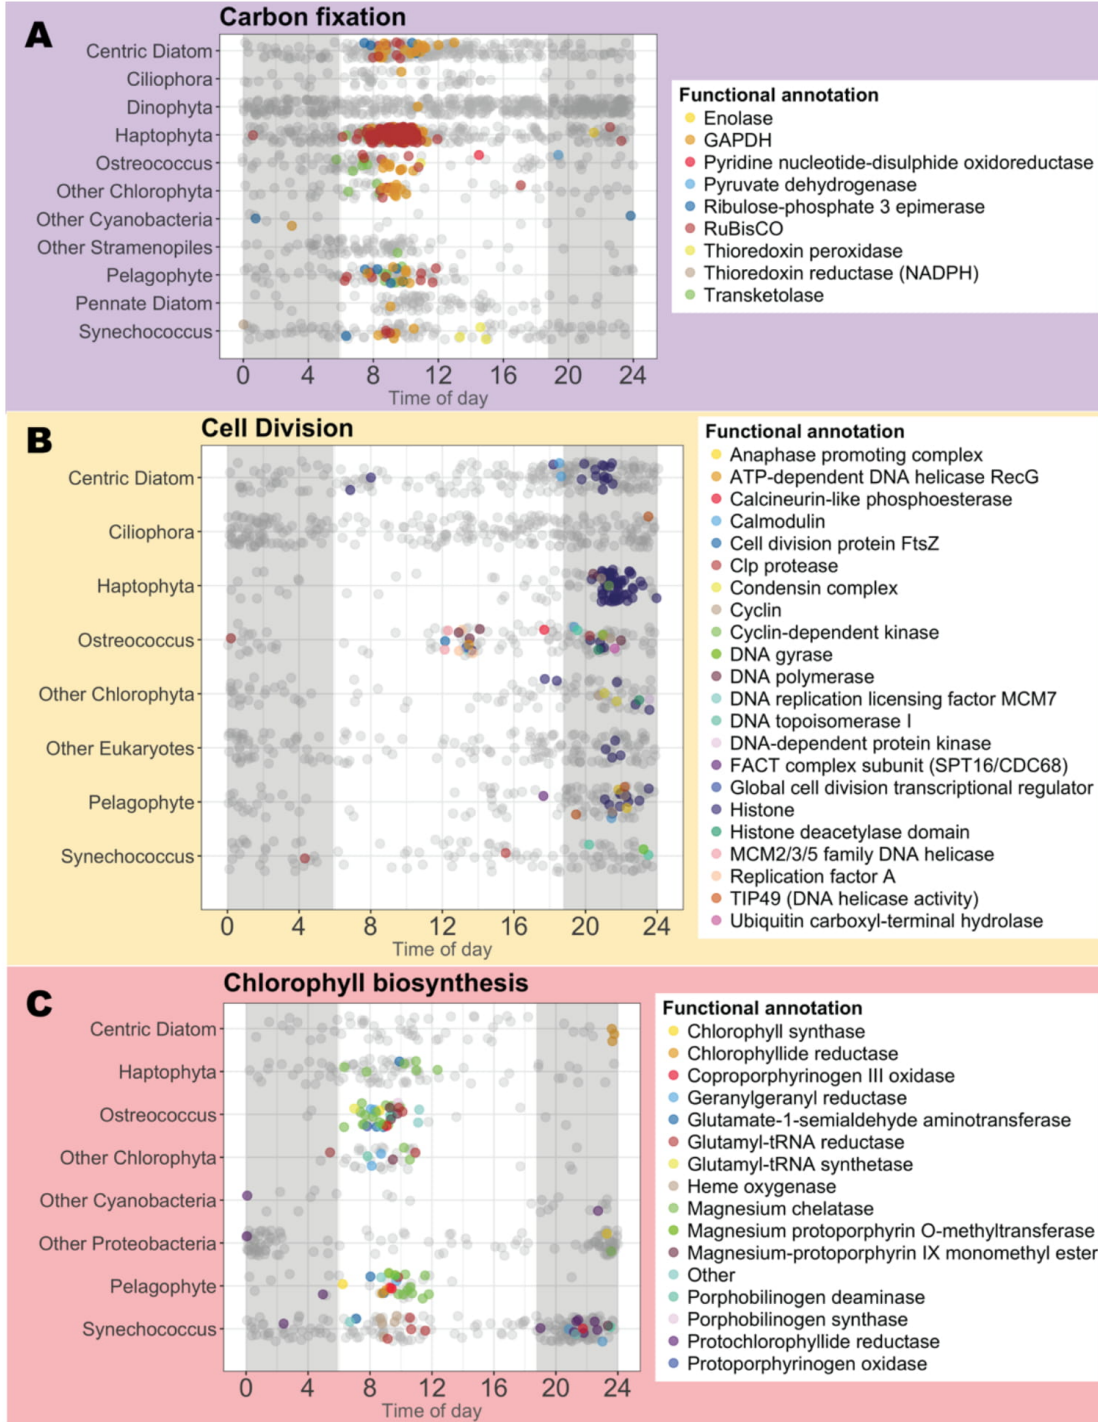 A
Carbon fixation
Centric Diatom
Ciliophora
Dinophyta
Haptophyta
Ostreococcus
Other Chlorophyta
Other Cyanobacteria
Other Stramenopiles
Pelagophyte
Pennate Diatom
Synechococcus
0 4 8 12 16 20 24
Time of day
Functional annotation
Enolase
GAPDH
Pyridine nucleotide-disulphide oxidoreductase
Pyruvate dehydrogenase
Ribulose-phosphate 3 epimerase
RuBisCO
Thioredoxin peroxidase
Thioredoxin reductase (NADPH)
Transketolase
B
Cell Division
Centric Diatom
Ciliophora
Haptophyta
Ostreococcus
Other Chlorophyta
Other Eukaryotes
Pelagophyte
Synechococcus
0 4 8 12 16 20 24
Time of day
Functional annotation
Anaphase promoting complex
ATP-dependent DNA helicase RecG
Calcineurin-like phosphoesterase
Calmodulin
Cell division protein FtsZ
Clp protease
Condensin complex
Cyclin
Cyclin-dependent kinase
DNA gyrase
DNA polymerase
DNA replication licensing factor MCM7
DNA topoisomerase I
DNA-dependent protein kinase
FACT complex subunit (SPT16/CDC68)
Global cell division transcriptional regulator
Histone
Histone deacetylase domain
MCM2/3/5 family DNA helicase
Replication factor A
TIP49 (DNA helicase activity)
Ubiquitin carboxyl-terminal hydrolase
C
Chlorophyll biosynthesis
Centric Diatom
Haptophyta
Ostreococcus
Other Chlorophyta
Other Cyanobacteria
Other Proteobacteria
Pelagophyte
Synechococcus
0 4 8 12 16 20 24
Time of day
Functional annotation
Chlorophyll synthase
Chlorophyllide reductase
Coproporphyrinogen III oxidase
Geranylgeranyl reductase
Glutamate-1-semialdehyde aminotransferase
Glutamyl-tRNA reductase
Glutamyl-tRNA synthetase
Heme oxygenase
Magnesium chelatase
Magnesium protoporphyrin O-methyltransferase
Magnesium-protoporphyrin IX monomethyl ester
Other
Porphobilinogen deaminase
Porphobilinogen synthase
Protochlorophyllide reductase
Protoporphyrinogen oxidase